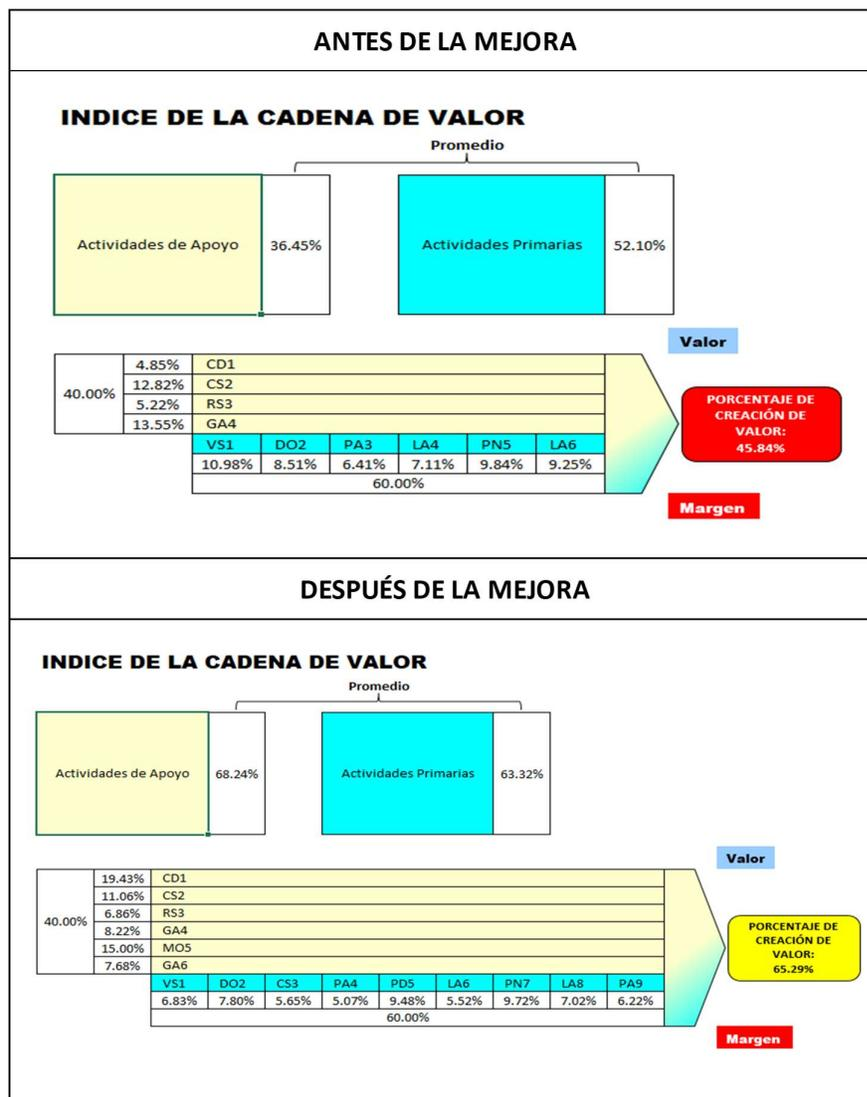 ANTES DE LA MEJORA
INDICE DE LA CADENA DE VALOR
Promedio
Actividades de Apoyo
36.45%
Actividades Primarias
52.10%
Valor
40.00%
4.85% CD1
12.82% CS2
5.22% RS3
13.55% GA4
VS1 DO2 PA3 LA4 PN5 LA6
10.98% 8.51% 6.41% 7.11% 9.84% 9.25%
60.00%
PORCENTAJE DE
CREACIÓN DE
VALOR:
45.84%
Margen
DESPUÉS DE LA MEJORA
INDICE DE LA CADENA DE VALOR
Promedio
Actividades de Apoyo
68.24%
Actividades Primarias
63.32%
Valor
40.00%
19.43% CD1
11.06% CS2
6.86% RS3
8.22% GA4
15.00% MO5
7.68% GA6
VS1 DO2 CS3 PA4 PD5 LA6 PN7 LA8 PA9
6.83% 7.80% 5.65% 5.07% 9.48% 5.52% 9.72% 7.02% 6.22%
60.00%
PORCENTAJE DE
CREACIÓN DE
VALOR:
65.29%
Margen